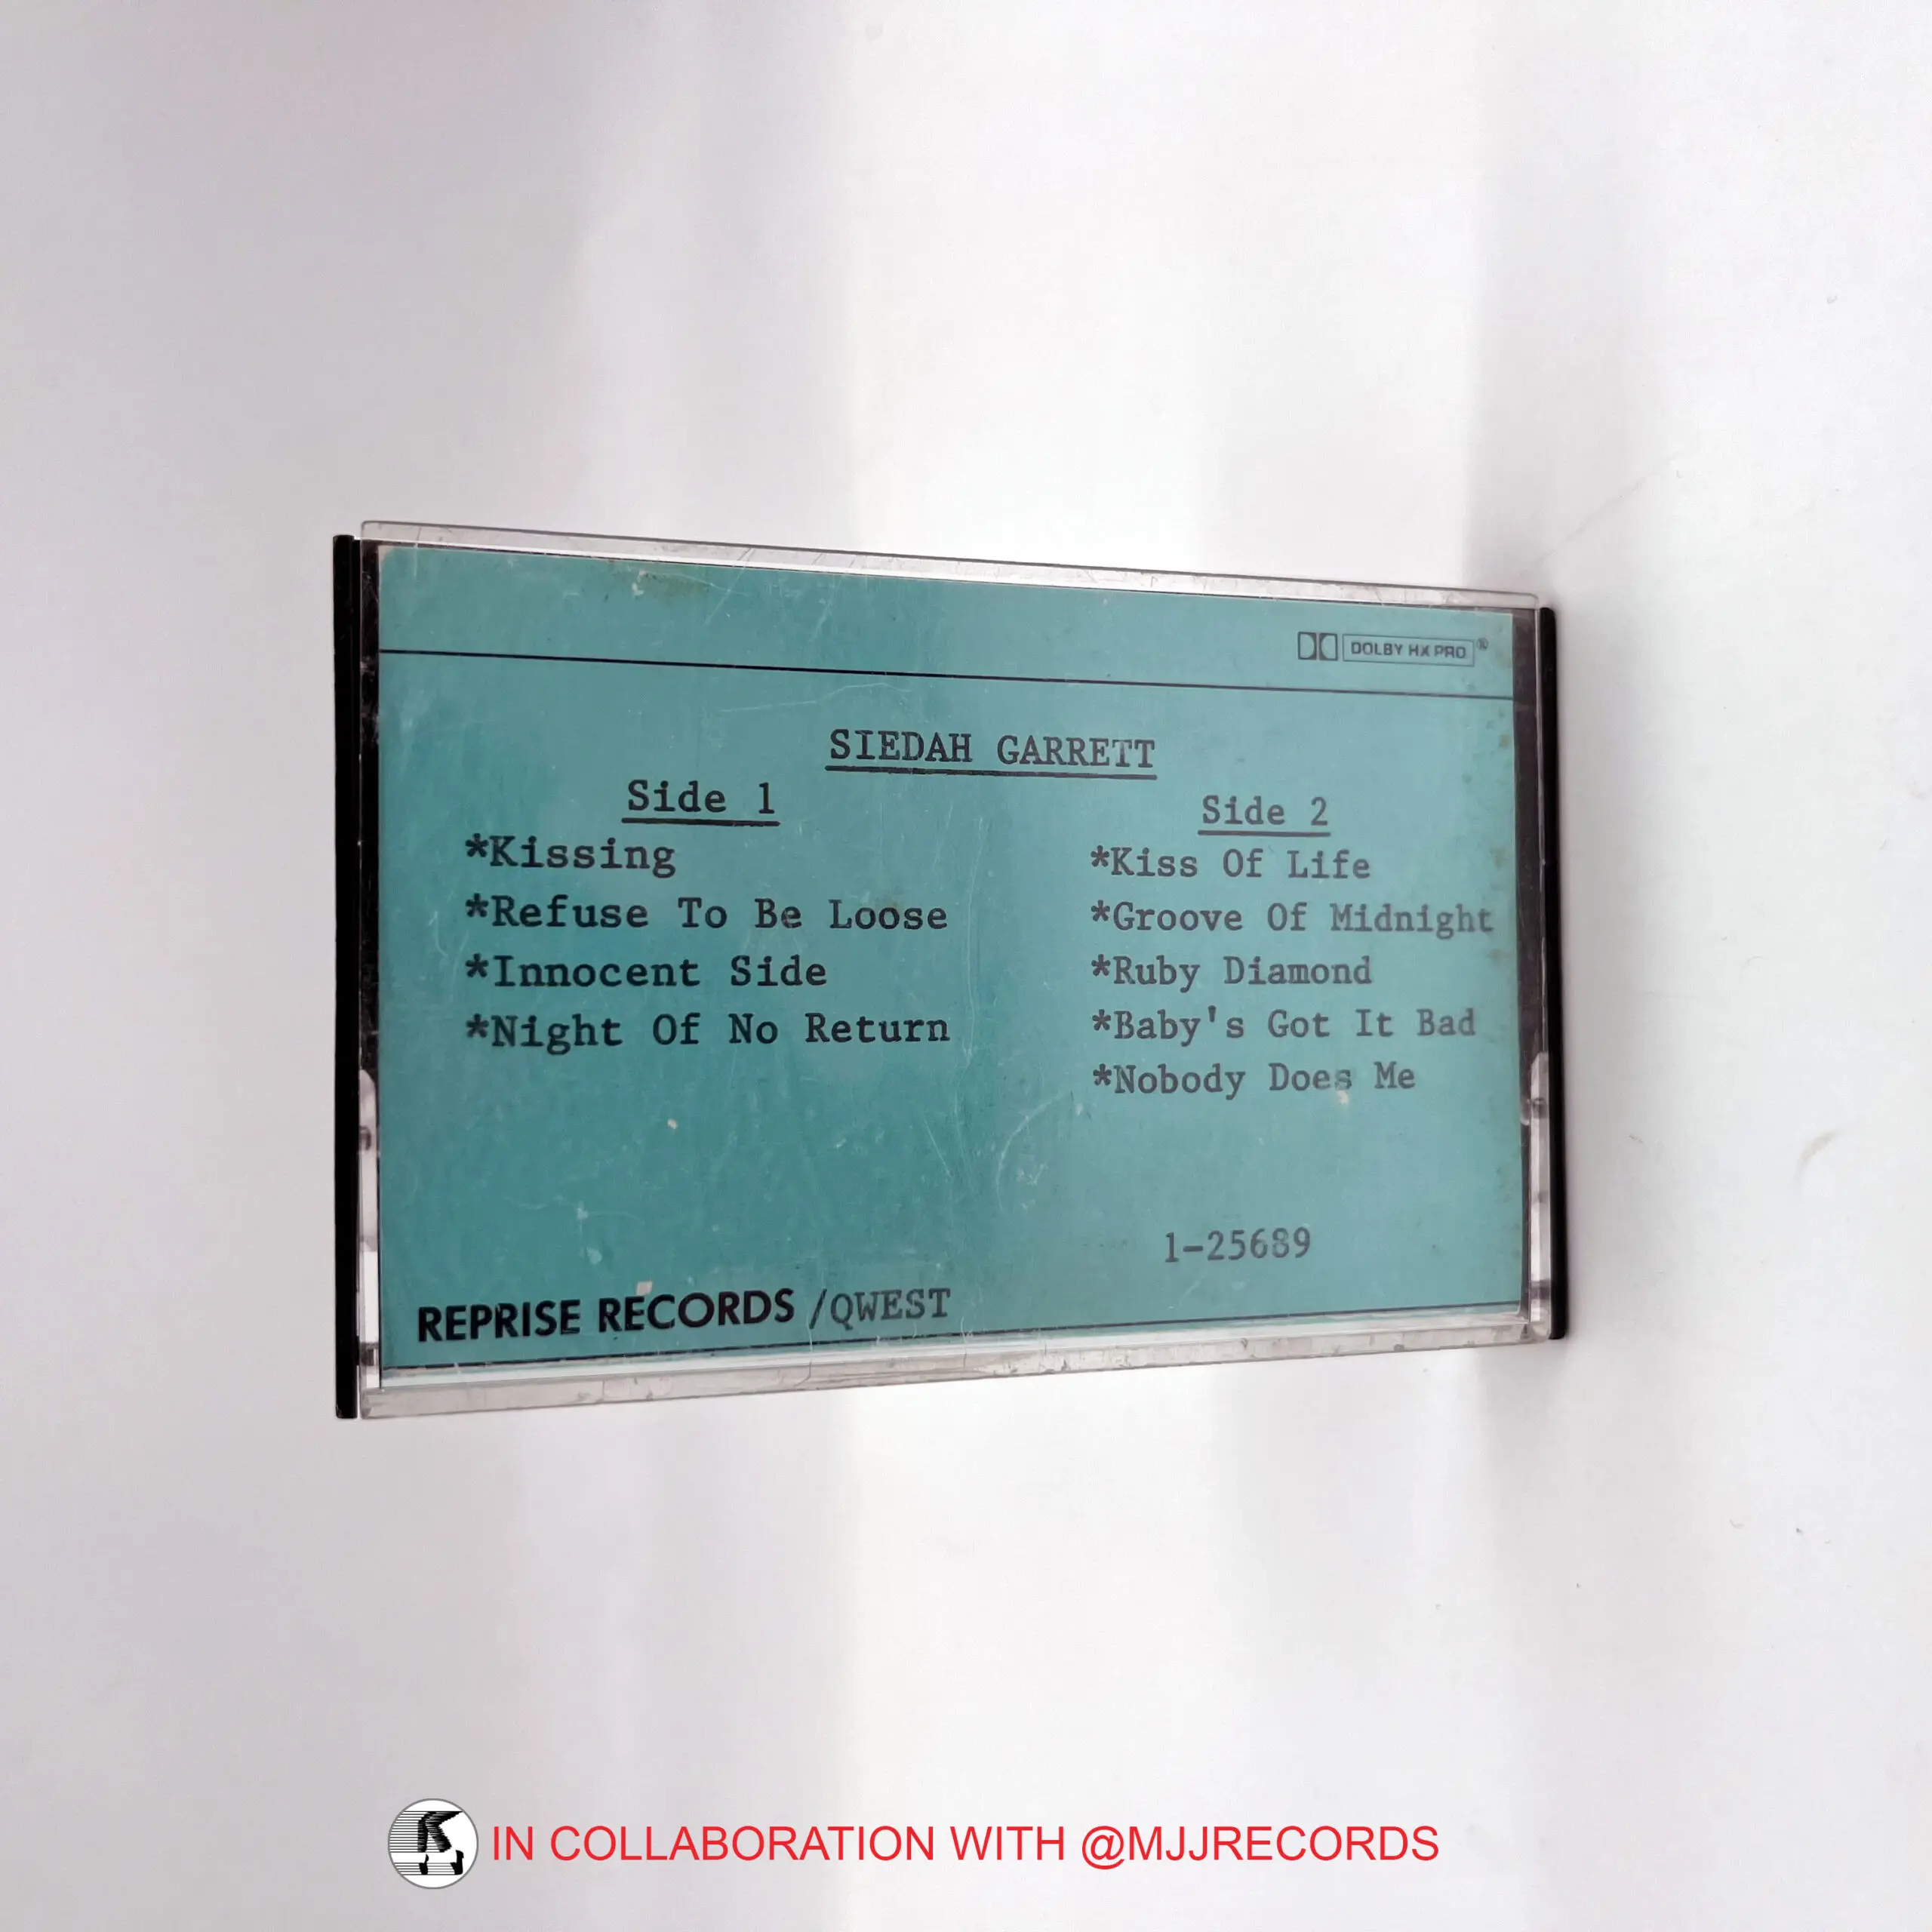 DOLBY HX PRO ®
SIEDAH GARRETT
Side 1
*Kissing
*Refuse To Be Loose
*Innocent Side
*Night Of No Return
Side 2
*Kiss Of Life
*Groove Of Midnight
*Ruby Diamond
*Baby's Got It Bad
*Nobody Does Me
1-25689
REPRISE RECORDS /QWEST
IN COLLABORATION WITH @MJJRECORDS